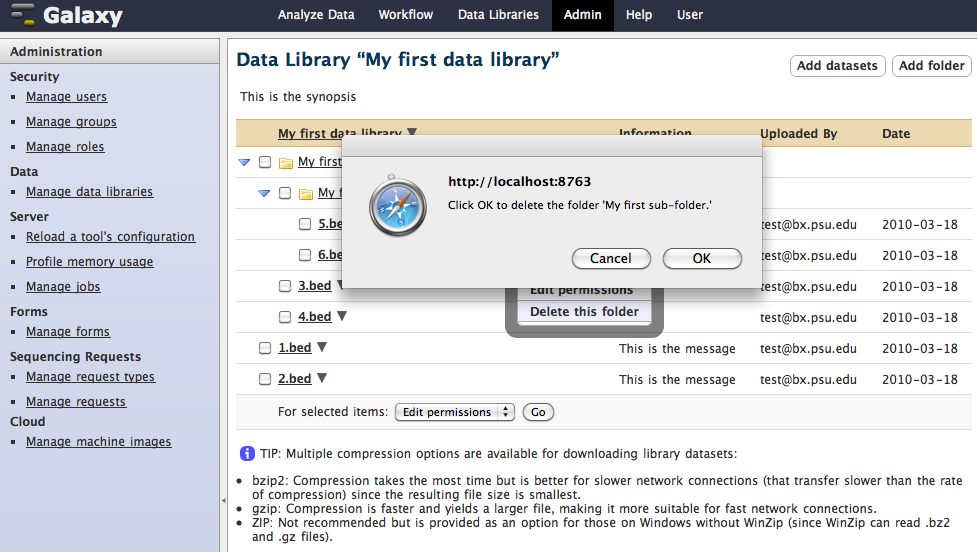 Galaxy
Analyze Data Workflow Data Libraries Admin Help User
Administration
Security
Manage users
Manage groups
Manage roles
Data
Manage data libraries
Server
Reload a tool's configuration
Profile memory usage
Manage jobs
Forms
Manage forms
Sequencing Requests
Manage request types
Manage requests
Cloud
Manage machine images
Data Library “My first data library”
Add datasets Add folder
This is the synopsis
My first data library Information Uploaded By Date
My first
My f
5.be test@bx.psu.edu 2010-03-18
6.be test@bx.psu.edu 2010-03-18
3.bed test@bx.psu.edu 2010-03-18
4.bed test@bx.psu.edu 2010-03-18
1.bed This is the message test@bx.psu.edu 2010-03-18
2.bed This is the message test@bx.psu.edu 2010-03-18
http://localhost:8763
Click OK to delete the folder 'My first sub-folder.'
Cancel OK
Edit permissions
Delete this folder
For selected items: Edit permissions Go
i TIP: Multiple compression options are available for downloading library datasets:
• bzip2: Compression takes the most time but is better for slower network connections (that transfer slower than the rate
of compression) since the resulting file size is smallest.
• gzip: Compression is faster and yields a larger file, making it more suitable for fast network connections.
• ZIP: Not recommended but is provided as an option for those on Windows without WinZip (since WinZip can read .bz2
and .gz files).